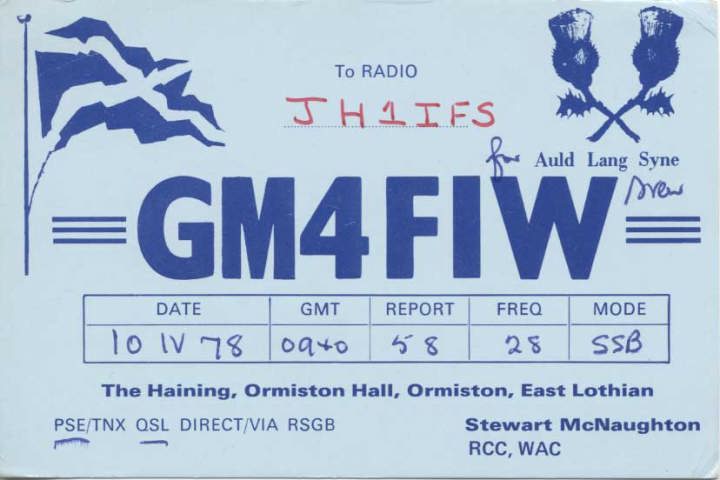 To RADIO
JH1IFS
for Auld Lang Syne
GM4FIW
DATE GMT REPORT FREQ MODE
10 IV 78 0940 58 28 SSB
The Haining, Ormiston Hall, Ormiston, East Lothian
PSE/TNX QSL DIRECT/VIA RSGB
Stewart McNaughton
RCC, WAC